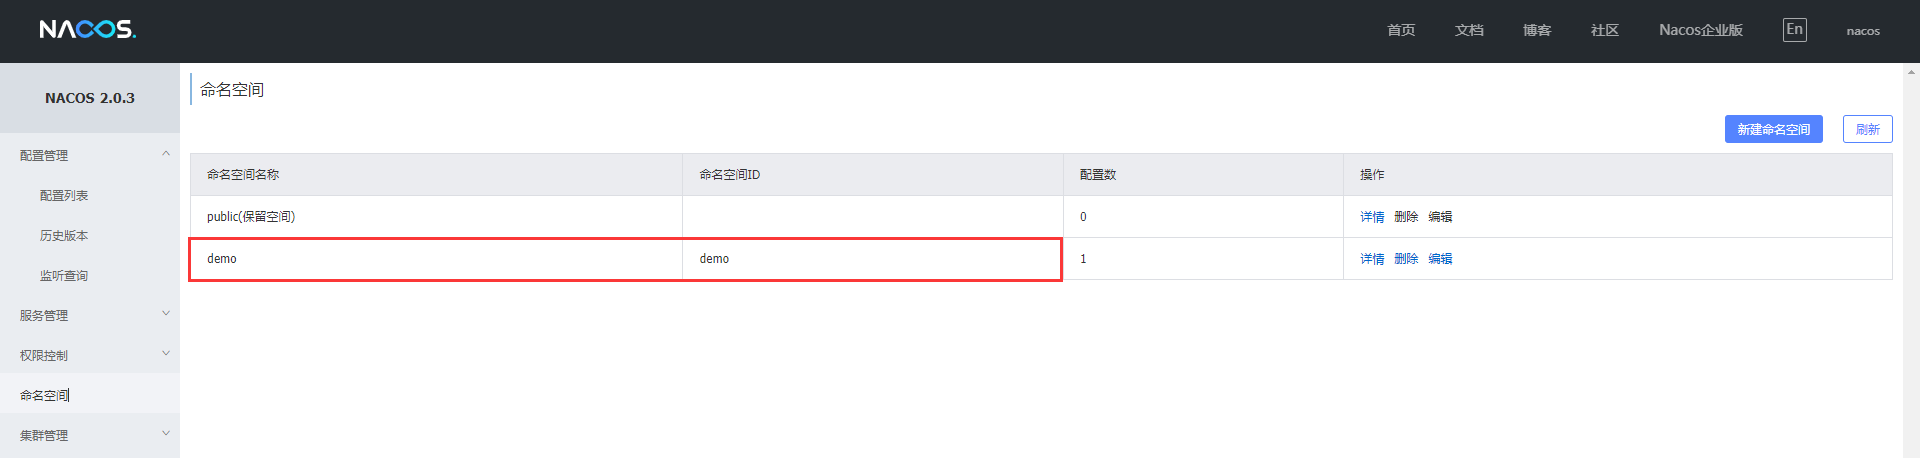 NACOS.
首页 文档 博客 社区 Nacos企业版 En nacos
NACOS 2.0.3
配置管理
配置列表
历史版本
监听查询
服务管理
权限控制
命名空间
集群管理
命名空间
新建命名空间 刷新
命名空间名称 命名空间ID 配置数 操作
public(保留空间) 0 详情 删除 编辑
demo demo 1 详情 删除 编辑